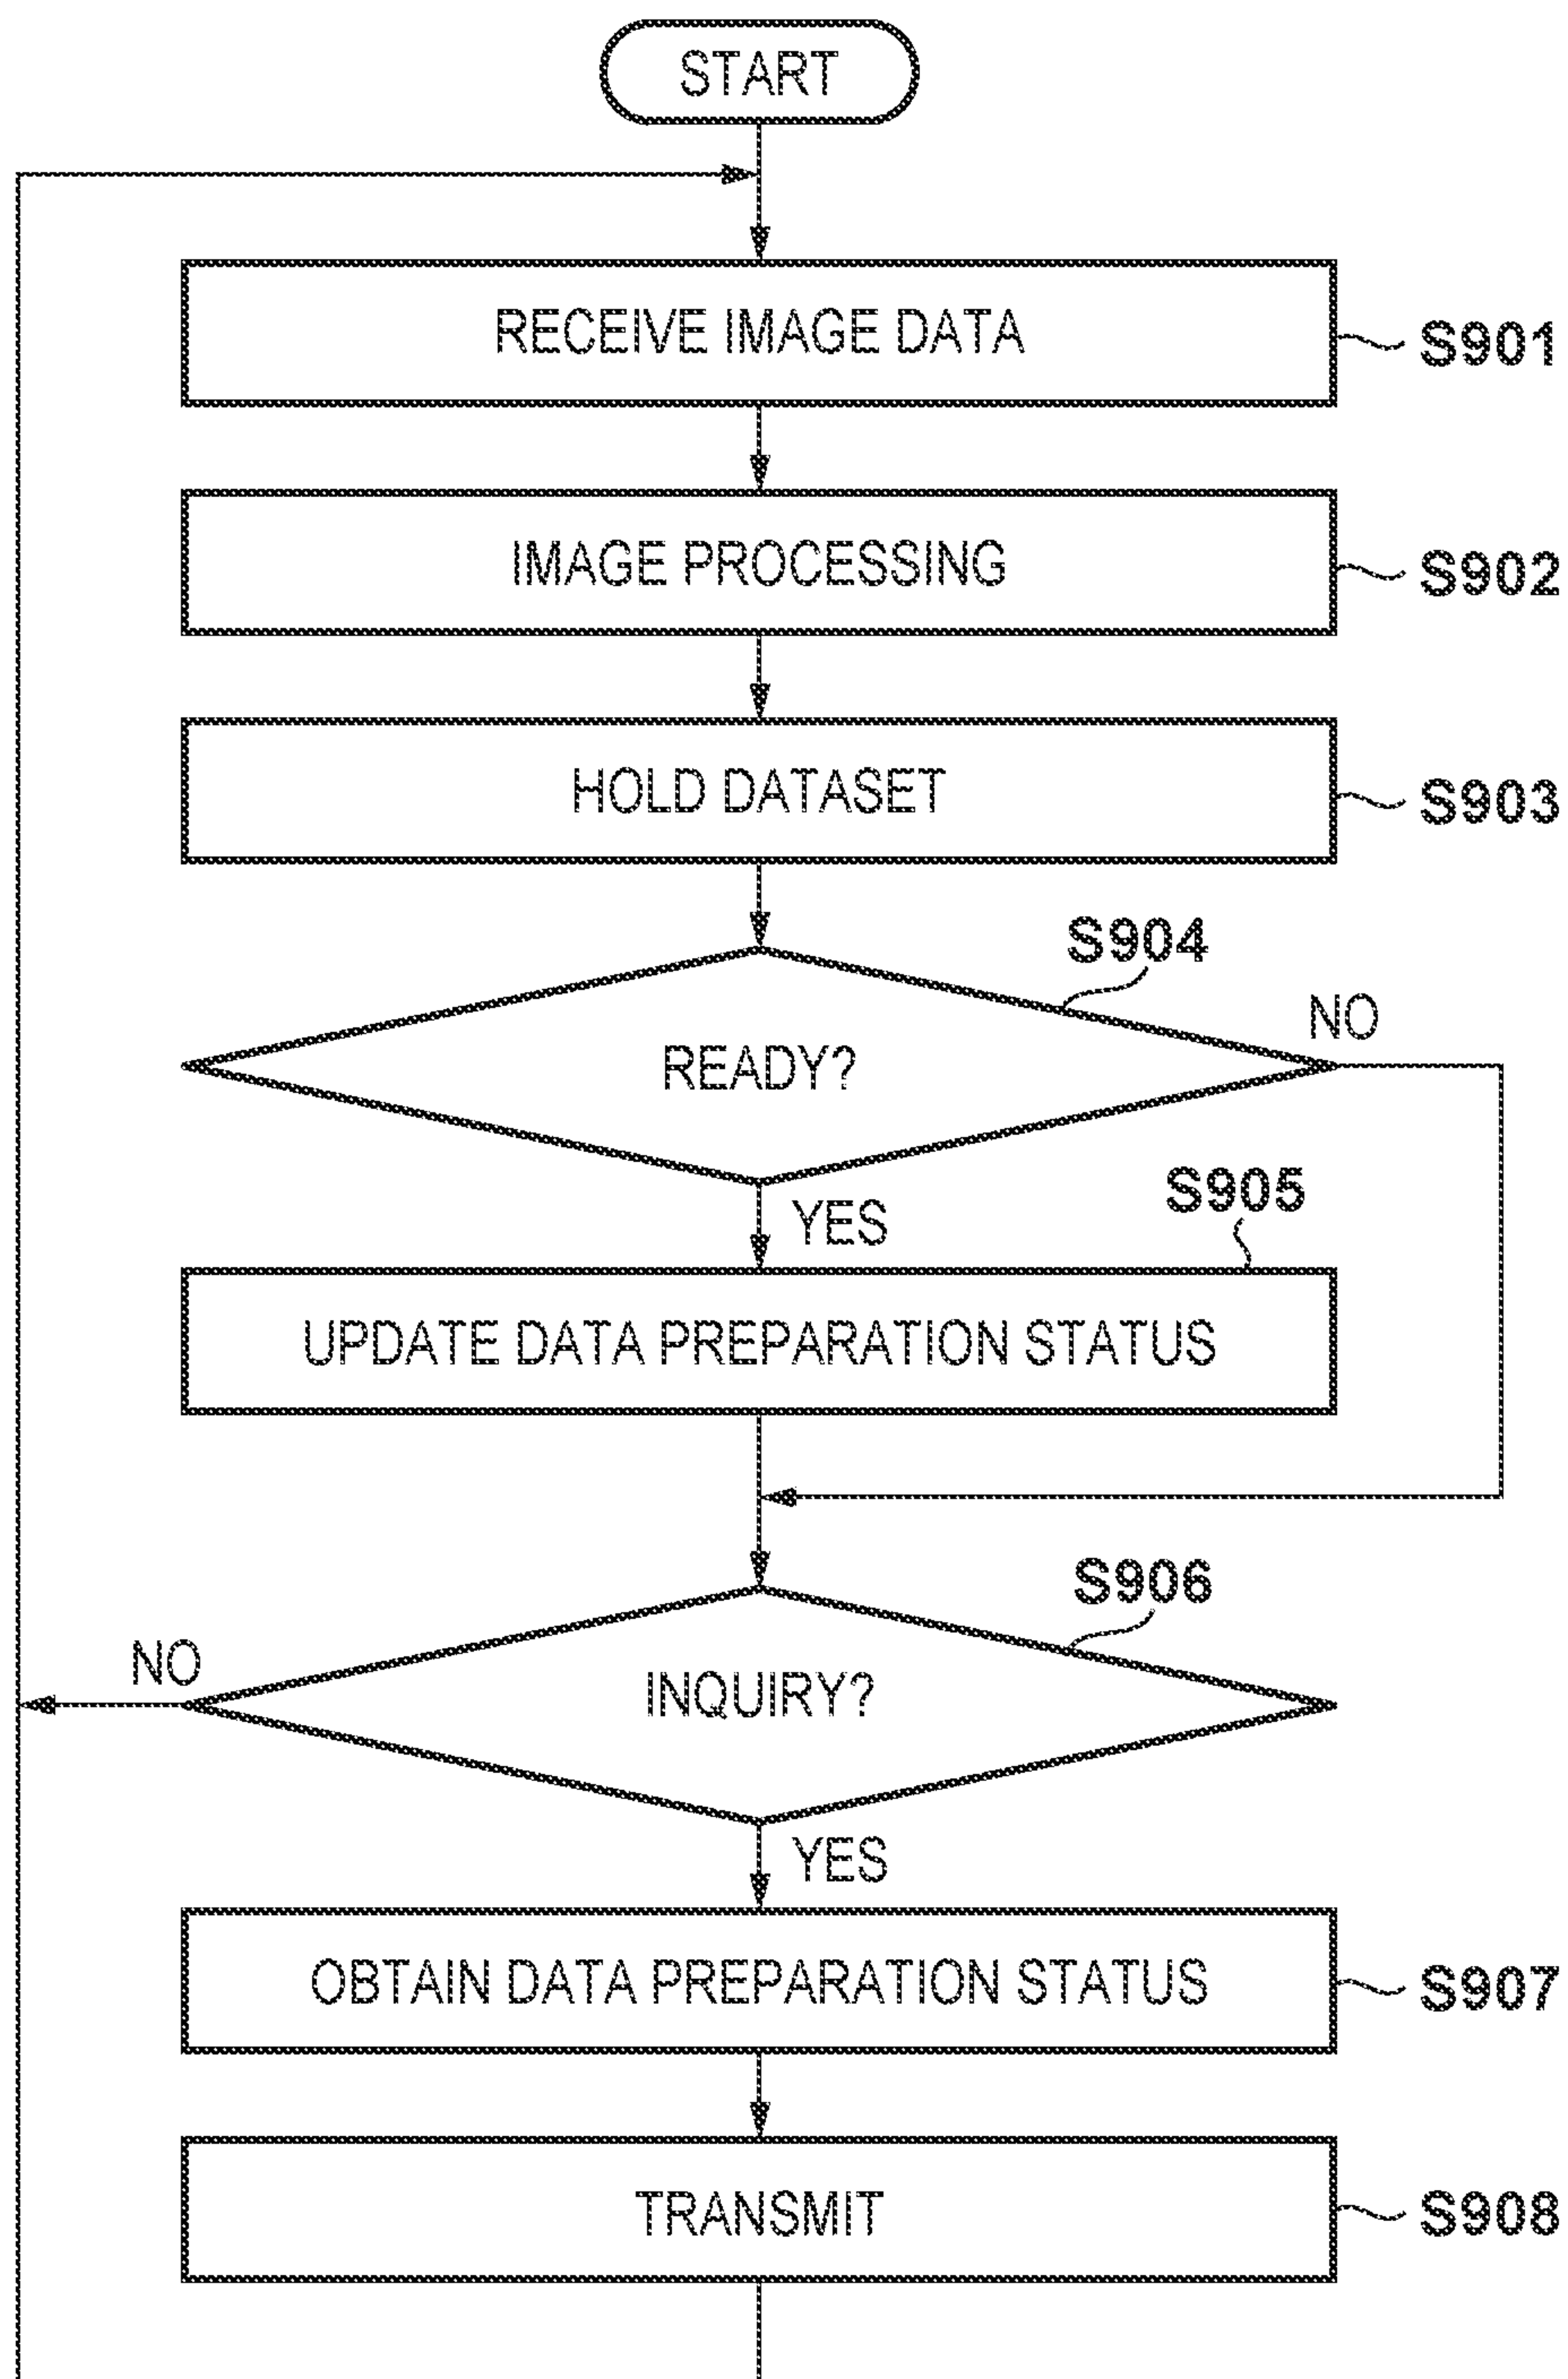 START
RECEIVE IMAGE DATA
S901
IMAGE PROCESSING
S902
HOLD DATASET
S903
S904
NO
READY?
YES
S905
UPDATE DATA PREPARATION STATUS
S906
NO
INQUIRY?
YES
OBTAIN DATA PREPARATION STATUS
S907
TRANSMIT
S908